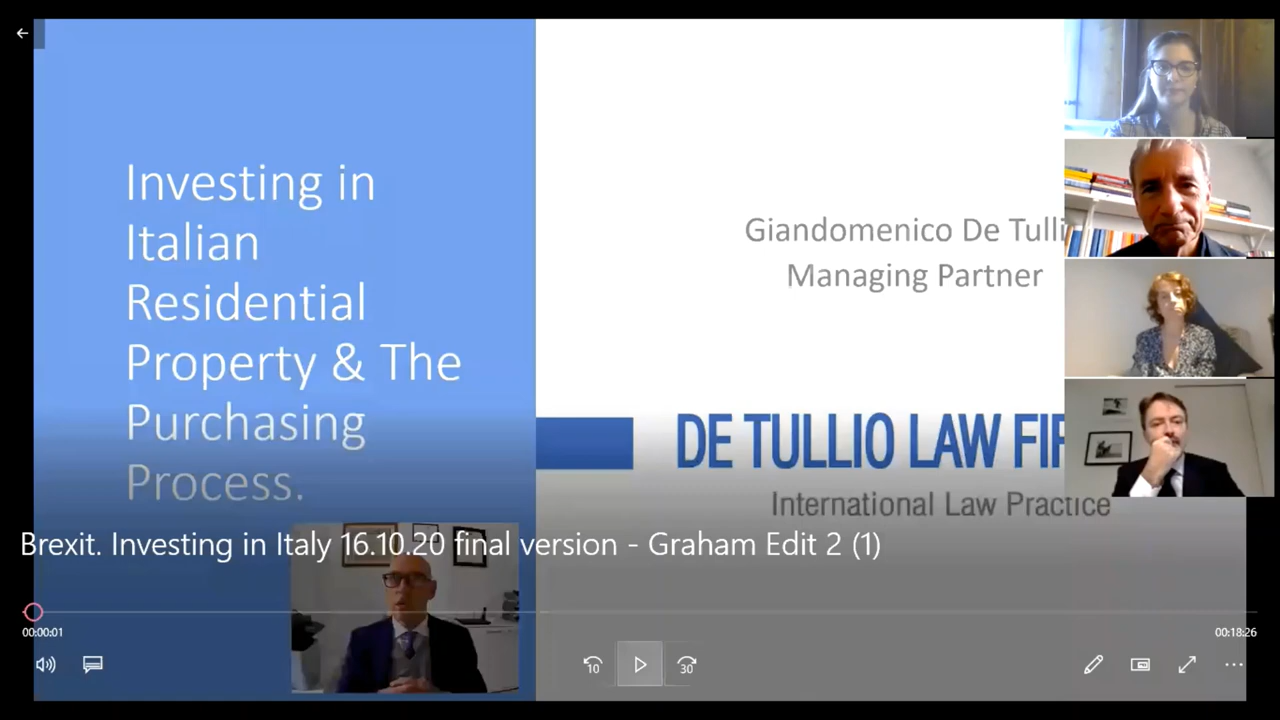 Investing in
Italian
Residential
Property & The
Purchasing
Process.
Giandomenico De Tulli
Managing Partner
DE TULLIO LAW FIR
International Law Practice
Brexit. Investing in Italy 16.10.20 final version - Graham Edit 2 (1)
00:00:01
00:18:26
10
30